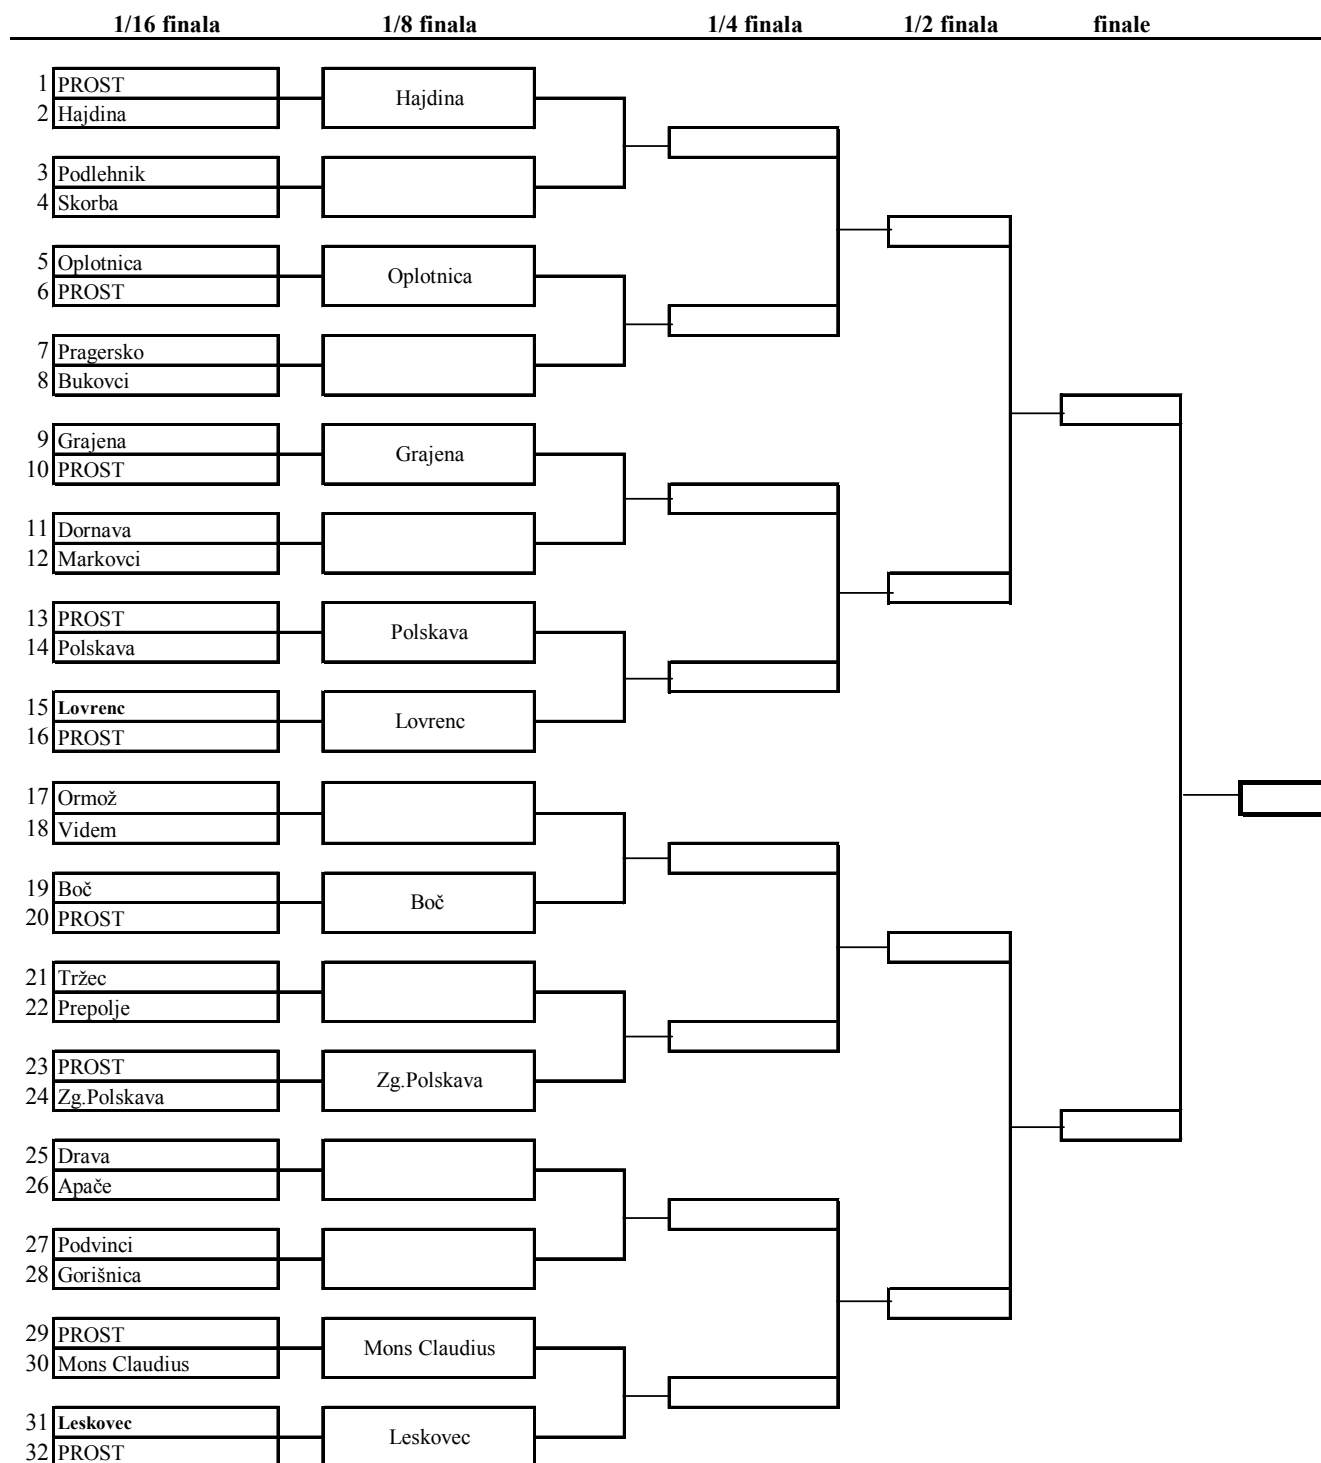 1/16 finala 1/8 finala 1/4 finala 1/2 finala finale
1 PROST
Hajdina
2 Hajdina
3 Podlehnik
4 Skorba
5 Oplotnica
Oplotnica
6 PROST
7 Pragersko
8 Bukovci
9 Grajena
Grajena
10 PROST
11 Dornava
12 Markovci
13 PROST
Polskava
14 Polskava
15 Lovrenc
Lovrenc
16 PROST
17 Ormož
18 Videm
19 Boč
Boč
20 PROST
21 Tržec
22 Prepolje
23 PROST
Zg.Polskava
24 Zg.Polskava
25 Drava
26 Apače
27 Podvinci
28 Gorišnica
29 PROST
Mons Claudius
30 Mons Claudius
31 Leskovec
Leskovec
32 PROST